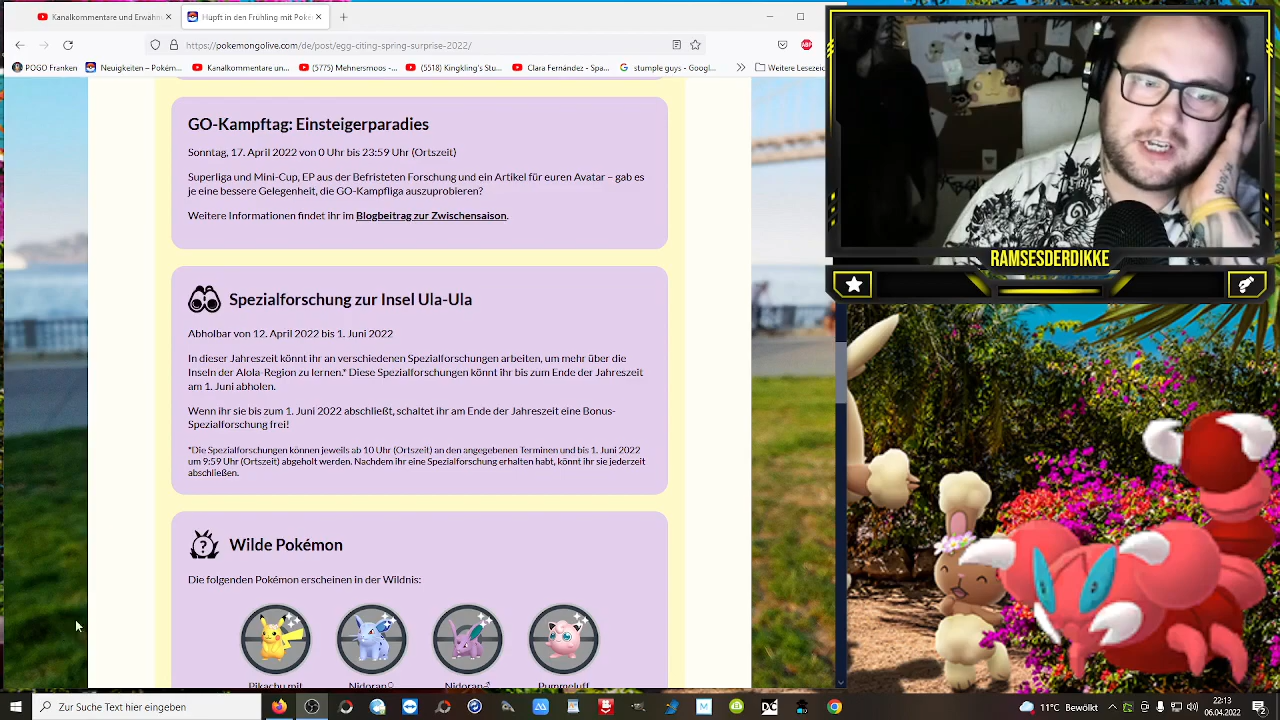 Kanalkommentare und Erwähn
Hüpft in den Frühling mit Poké
https://pokemongolive.com/de/post/spring-spring-surprise-2022/
POGO Franken
Neuigkeiten – Poké...
Kanalkommentare un...
(5575) Mehrnousch - ...
(5518) KingKing's Stu...
Clara Fernandez - Spa...
stumple guys - Googl...
Weitere Lesezeichen
GO-Kampftag: Einsteigerparadies
Sonntag, 17. April 2022 von 0 Uhr bis 23:59 Uhr (Ortszeit)
Superliga und Mini-Cup, EP aus der Befristeten Forschung und ein Artikel für euren Avatar – gab es
je eine bessere Gelegenheit, die GO-Kampfliga auszuprobieren?
Weitere Informationen findet ihr im Blogbeitrag zur Zwischensaison.
Spezialforschung zur Insel Ula-Ula
Abholbar von 12. April 2022 bis 1. Juni 2022
In dieser Jahreszeit könnt ihr an verschiedenen Spezialforschungen arbeiten, um mehr über die
Inseln der Alola-Region zu lernen.* Diese Spezialforschungen könnt ihr bis zum Ende der Jahreszeit
am 1. Juni abholen.
Wenn ihr sie bis zum 1. Juni 2022 abschließt, schaltet ihr am Ende der Jahreszeit eine Bonus-
Spezialforschung frei!
*Die Spezialforschungen können jeweils ab 10 Uhr (Ortszeit) an den angegebenen Terminen und bis 1. Juni 2022
um 9:59 Uhr (Ortszeit) abgeholt werden. Nachdem ihr eine Spezialforschung erhalten habt, könnt ihr sie jederzeit
abschließen.
Wilde Pokémon
Die folgenden Pokémon erscheinen in der Wildnis:
RAMSESDERDIKKE
Zur Suche Text hier eingeben
22:13
06.04.2022